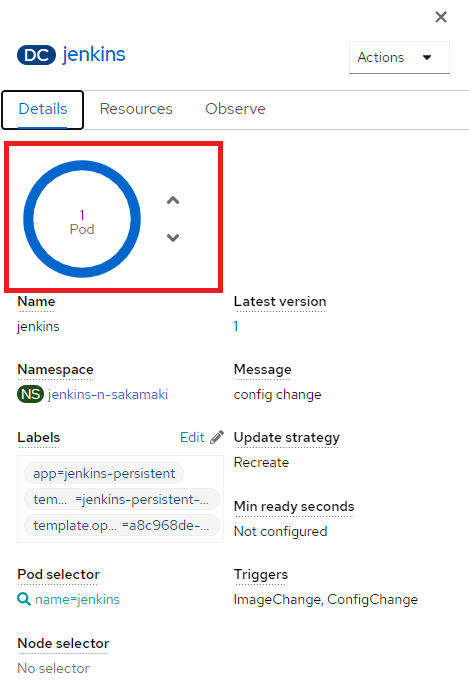 DC jenkins
Actions
Details Resources Observe
1
Pod
Name
jenkins
Latest version
1
Namespace
NS jenkins-n-sakamaki
Message
config change
Labels Edit
app=jenkins-persistent
tem... =jenkins-persistent-...
template.op... =a8c968de-...
Update strategy
Recreate
Min ready seconds
Not configured
Pod selector
name=jenkins
Triggers
ImageChange, ConfigChange
Node selector
No selector